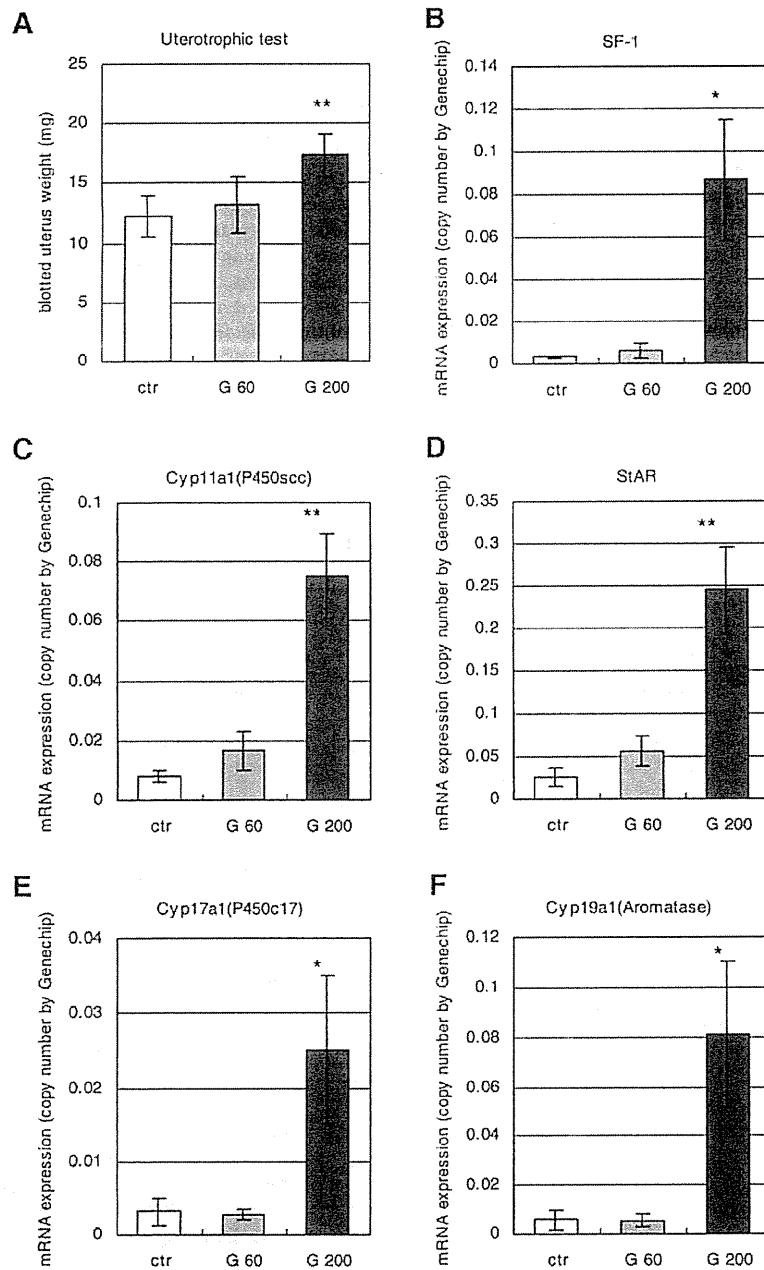 A
Uterotrophic test
blotted uterus weight (mg)
25
20
15
10
5
0
**
ctr
G 60
G 200
B
SF-1
mRNA expression (copy number by Genechip)
0.14
0.12
0.1
0.08
0.06
0.04
0.02
0
*
ctr
G 60
G 200
C
Cyp11a1(P450scc)
mRNA expression (copy number by Genechip)
0.1
0.08
0.06
0.04
0.02
0
**
ctr
G 60
G 200
D
StAR
mRNA expression (copy number by Genechip)
0.35
0.3
0.25
0.2
0.15
0.1
0.05
0
**
ctr
G 60
G 200
E
Cyp17a1(P450c17)
mRNA expression (copy number by Genechip)
0.04
0.03
0.02
0.01
0
*
ctr
G 60
G 200
F
Cyp19a1(Aromatase)
mRNA expression (copy number by Genechip)
0.12
0.1
0.08
0.06
0.04
0.02
0
*
ctr
G 60
G 200